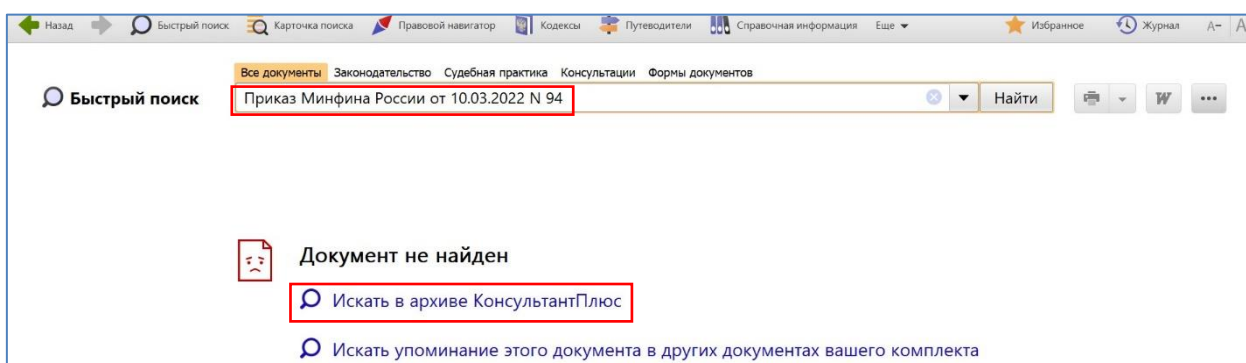 Назад Быстрый поиск Карточка поиска Правовой навигатор Кодексы Путеводители Справочная информация Еще Избранное Журнал A- A
Все документы Законодательство Судебная практика Консультации Формы документов
Быстрый поиск Приказ Минфина России от 10.03.2022 N 94 Найти W
Документ не найден
Искать в архиве КонсультантПлюс
Искать упоминание этого документа в других документах вашего комплекта